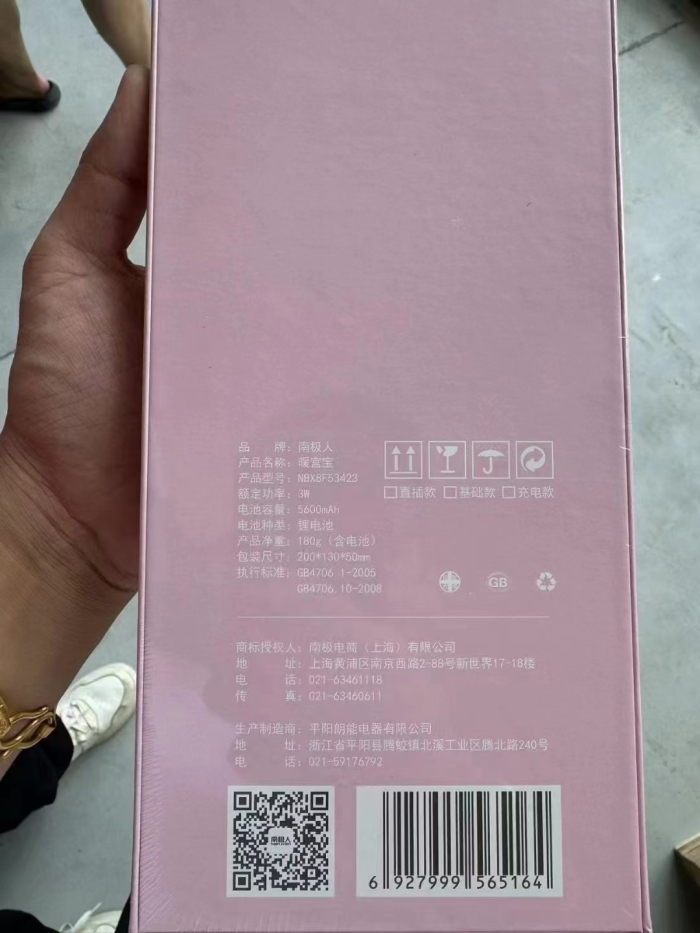 品　　牌：南极人
产品名称：暖宫宝
产品型号：NBX8F53423
额定功率：3W
电池容量：5600mAh
电池种类：锂电池
产品净重：180g（含电池）
包装尺寸：200*130*50mm
执行标准：GB4706.1-2005
GB4706.10-2008
直插款 基础款 充电款
GB
商标授权人：南极电商（上海）有限公司
地　　址：上海黄浦区南京西路2-88号新世界17-18楼
电　　话：021-63461118
传　　真：021-63460611
生产制造商：平阳朗能电器有限公司
地　　址：浙江省平阳县腾蛟镇北溪工业区腾北路240号
电　　话：021-59176792
南极人
6 927999 565164